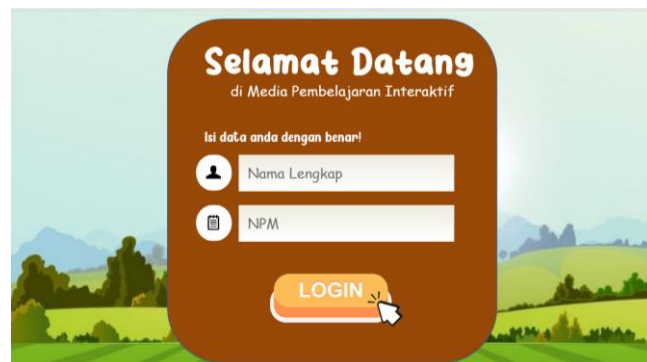 Selamat Datang
di Media Pembelajaran Interaktif
Isi data anda dengan benar!
Nama Lengkap
NPM
LOGIN